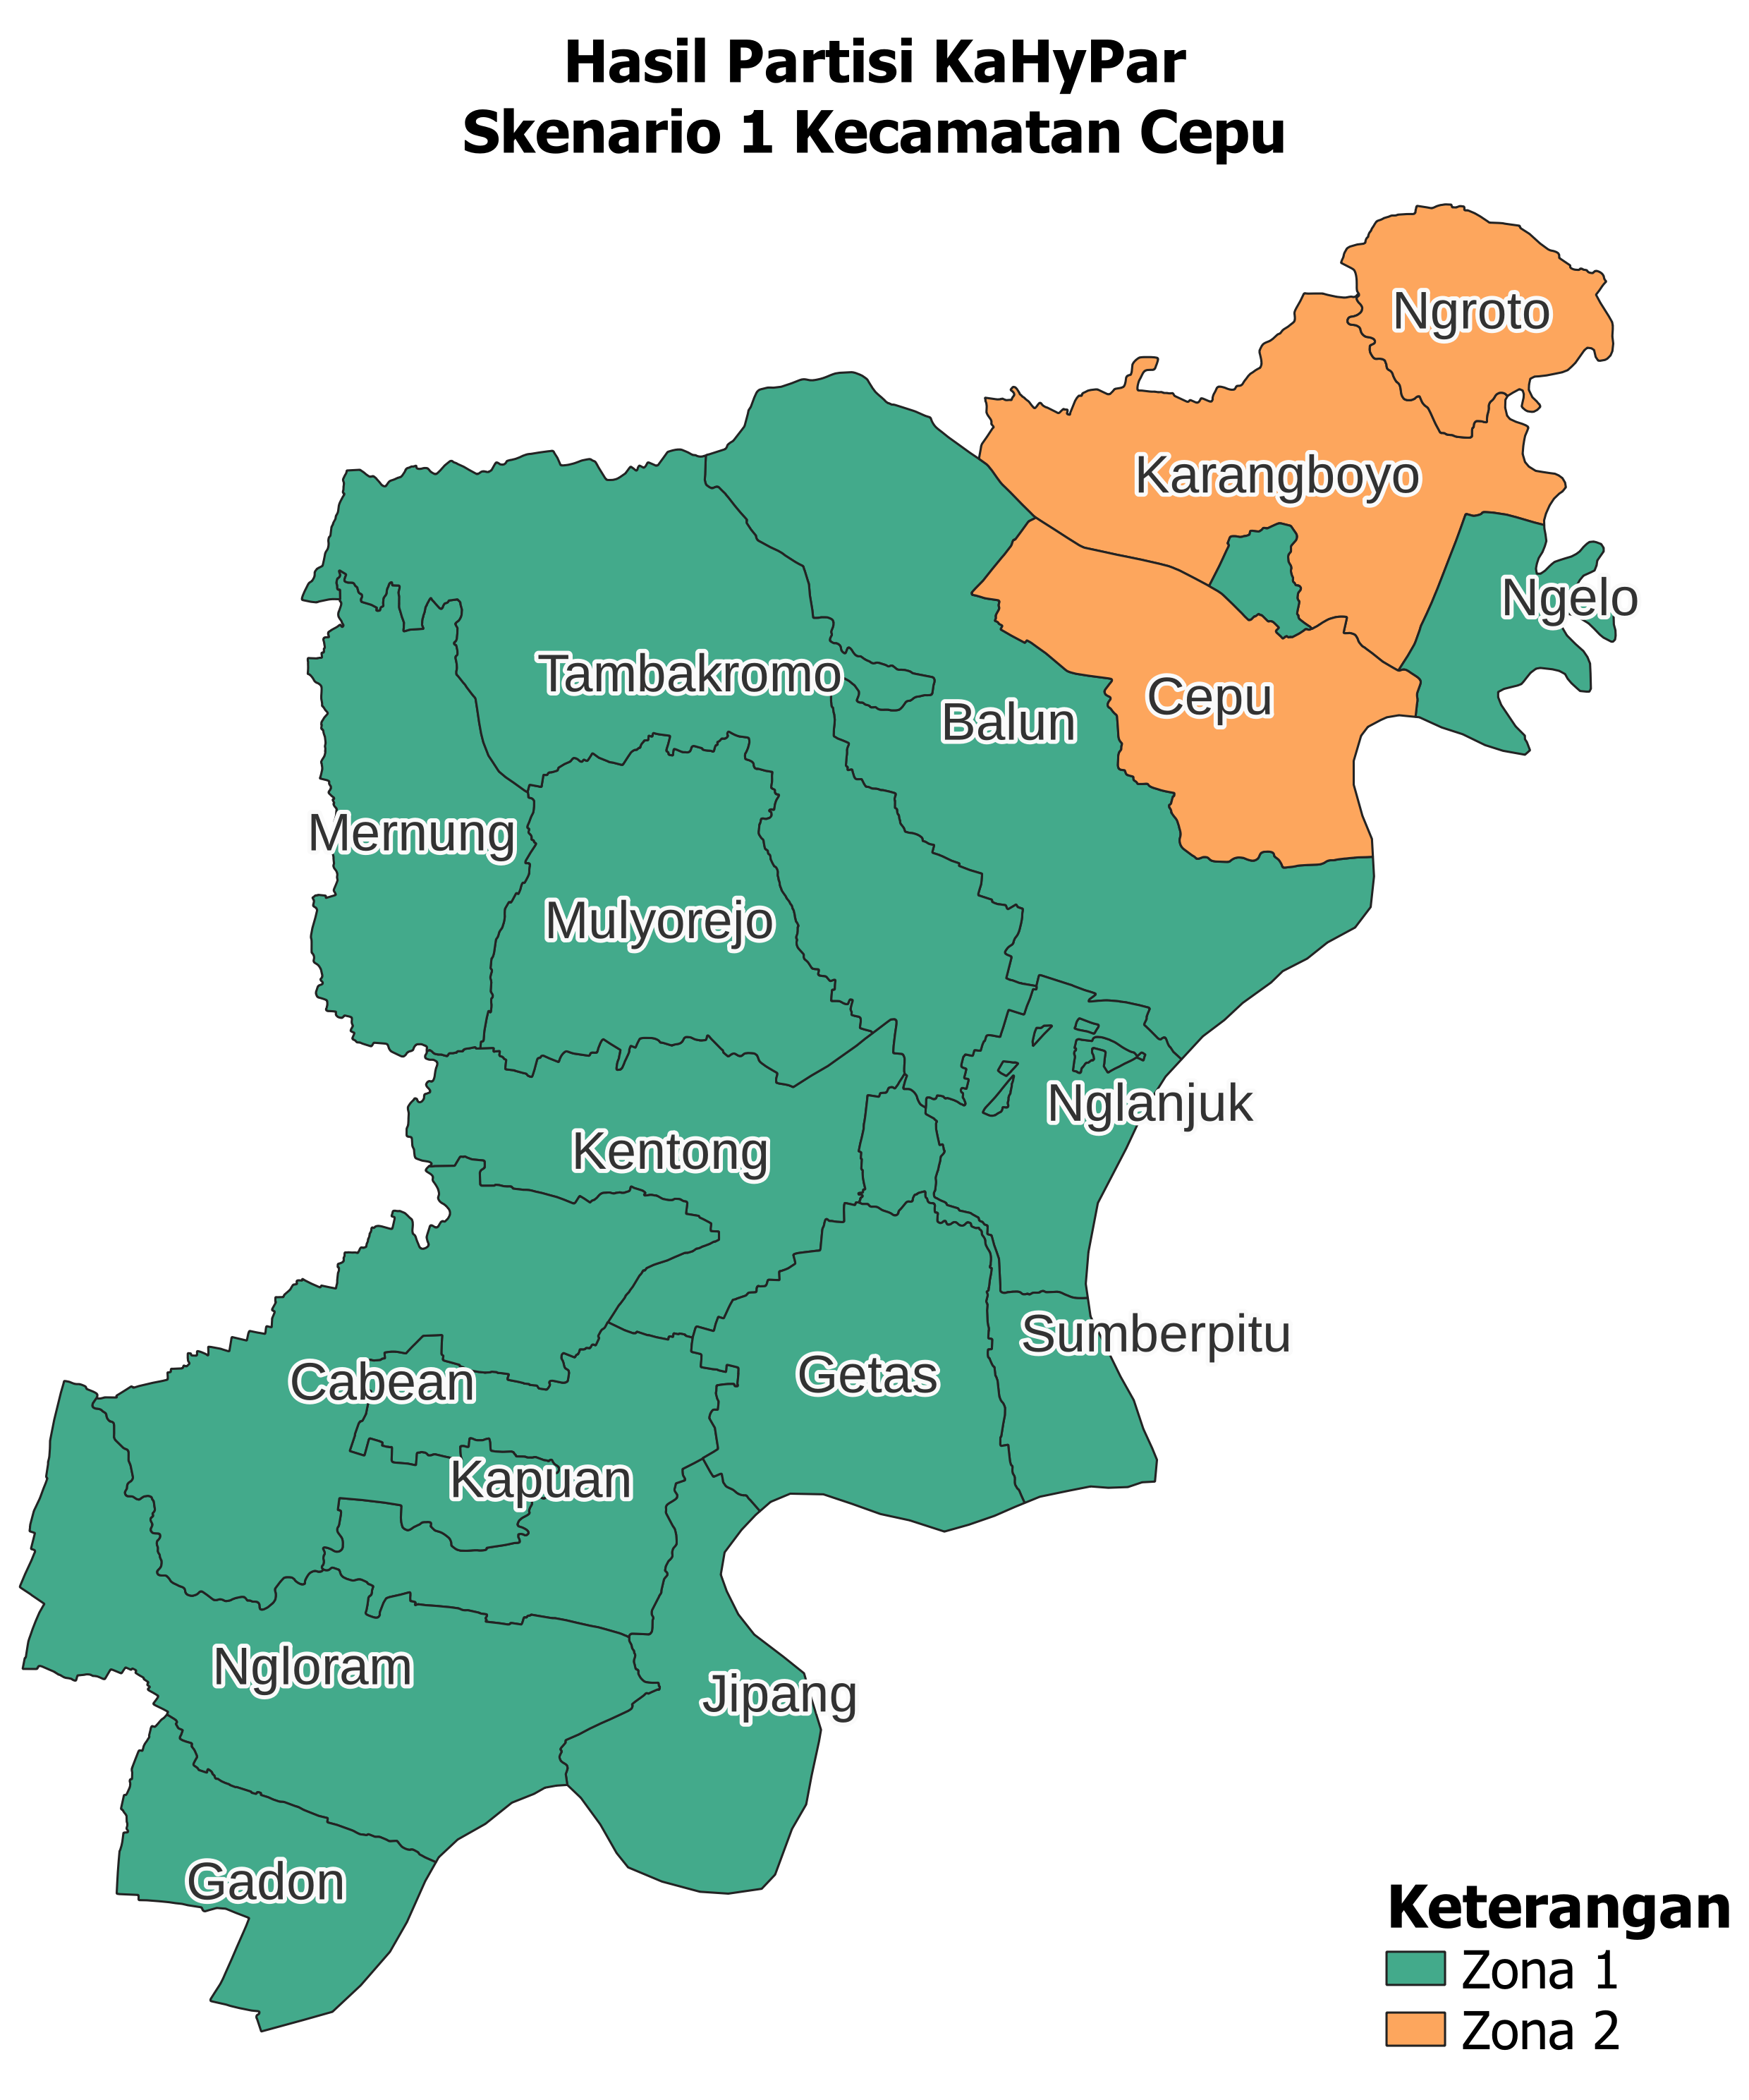 Hasil Partisi KaHyPar
Skenario 1 Kecamatan Cepu
Ngroto
Karangboyo
Ngelo
Tambakromo
Cepu
Balun
Mernung
Mulyorejo
Nglanjuk
Kentong
Sumberpitu
Getas
Cabean
Kapuan
Ngloram
Jipang
Gadon
Keterangan
Zona 1
Zona 2